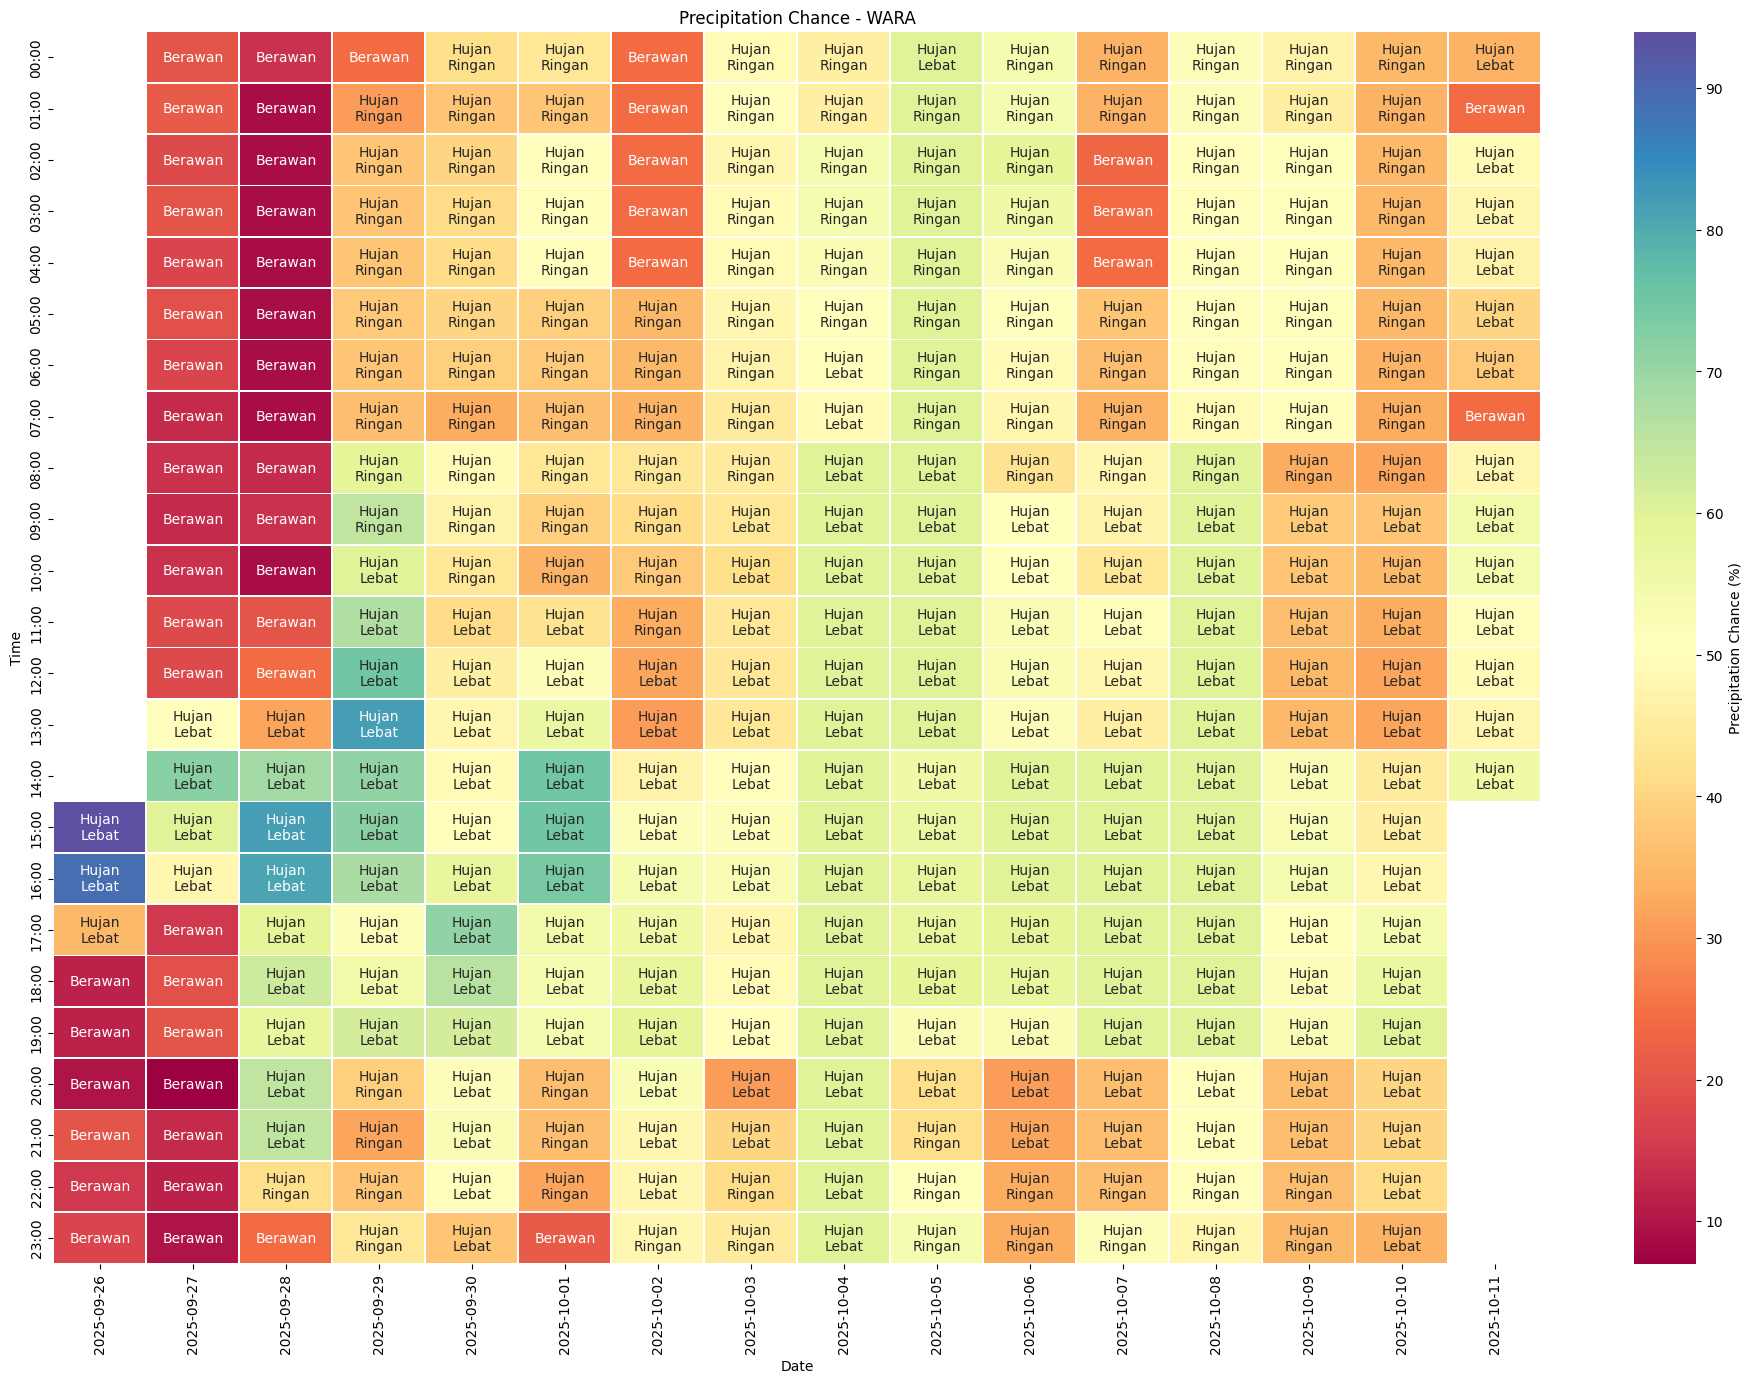 Precipitation Chance - WARA
00:00 Berawan Berawan Berawan Hujan Ringan Hujan Ringan Berawan Hujan Ringan Hujan Ringan Hujan Lebat Hujan Ringan Hujan Ringan Hujan Ringan Hujan Ringan Hujan Ringan Hujan Lebat
01:00 Berawan Berawan Hujan Ringan Hujan Ringan Hujan Ringan Berawan Hujan Ringan Hujan Ringan Hujan Ringan Hujan Ringan Hujan Ringan Hujan Ringan Hujan Ringan Hujan Ringan Berawan
02:00 Berawan Berawan Hujan Ringan Hujan Ringan Hujan Ringan Berawan Hujan Ringan Hujan Ringan Hujan Ringan Hujan Ringan Berawan Hujan Ringan Hujan Ringan Hujan Ringan Hujan Lebat
03:00 Berawan Berawan Hujan Ringan Hujan Ringan Hujan Ringan Berawan Hujan Ringan Hujan Ringan Hujan Ringan Hujan Ringan Berawan Hujan Ringan Hujan Ringan Hujan Ringan Hujan Lebat
04:00 Berawan Berawan Hujan Ringan Hujan Ringan Hujan Ringan Berawan Hujan Ringan Hujan Ringan Hujan Ringan Hujan Ringan Berawan Hujan Ringan Hujan Ringan Hujan Ringan Hujan Lebat
05:00 Berawan Berawan Hujan Ringan Hujan Ringan Hujan Ringan Hujan Ringan Hujan Ringan Hujan Ringan Hujan Ringan Hujan Ringan Hujan Ringan Hujan Ringan Hujan Ringan Hujan Ringan Hujan Lebat
06:00 Berawan Berawan Hujan Ringan Hujan Ringan Hujan Ringan Hujan Ringan Hujan Ringan Hujan Lebat Hujan Ringan Hujan Ringan Hujan Ringan Hujan Ringan Hujan Ringan Hujan Ringan Hujan Lebat
07:00 Berawan Berawan Hujan Ringan Hujan Ringan Hujan Ringan Hujan Ringan Hujan Ringan Hujan Lebat Hujan Ringan Hujan Ringan Hujan Ringan Hujan Ringan Hujan Ringan Hujan Ringan Berawan
08:00 Berawan Berawan Hujan Ringan Hujan Ringan Hujan Ringan Hujan Ringan Hujan Ringan Hujan Lebat Hujan Lebat Hujan Ringan Hujan Ringan Hujan Ringan Hujan Ringan Hujan Ringan Hujan Lebat
09:00 Berawan Berawan Hujan Ringan Hujan Ringan Hujan Ringan Hujan Ringan Hujan Lebat Hujan Lebat Hujan Lebat Hujan Lebat Hujan Lebat Hujan Lebat Hujan Lebat Hujan Lebat Hujan Lebat
10:00 Berawan Berawan Hujan Lebat Hujan Ringan Hujan Ringan Hujan Ringan Hujan Lebat Hujan Lebat Hujan Lebat Hujan Lebat Hujan Lebat Hujan Lebat Hujan Lebat Hujan Lebat Hujan Lebat
11:00 Berawan Berawan Hujan Lebat Hujan Lebat Hujan Lebat Hujan Ringan Hujan Lebat Hujan Lebat Hujan Lebat Hujan Lebat Hujan Lebat Hujan Lebat Hujan Lebat Hujan Lebat Hujan Lebat
12:00 Berawan Berawan Hujan Lebat Hujan Lebat Hujan Lebat Hujan Lebat Hujan Lebat Hujan Lebat Hujan Lebat Hujan Lebat Hujan Lebat Hujan Lebat Hujan Lebat Hujan Lebat Hujan Lebat
13:00 Hujan Lebat Hujan Lebat Hujan Lebat Hujan Lebat Hujan Lebat Hujan Lebat Hujan Lebat Hujan Lebat Hujan Lebat Hujan Lebat Hujan Lebat Hujan Lebat Hujan Lebat Hujan Lebat Hujan Lebat
14:00 Hujan Lebat Hujan Lebat Hujan Lebat Hujan Lebat Hujan Lebat Hujan Lebat Hujan Lebat Hujan Lebat Hujan Lebat Hujan Lebat Hujan Lebat Hujan Lebat Hujan Lebat Hujan Lebat Hujan Lebat
15:00 Hujan Lebat Hujan Lebat Hujan Lebat Hujan Lebat Hujan Lebat Hujan Lebat Hujan Lebat Hujan Lebat Hujan Lebat Hujan Lebat Hujan Lebat Hujan Lebat Hujan Lebat Hujan Lebat Hujan Lebat
16:00 Hujan Lebat Hujan Lebat Hujan Lebat Hujan Lebat Hujan Lebat Hujan Lebat Hujan Lebat Hujan Lebat Hujan Lebat Hujan Lebat Hujan Lebat Hujan Lebat Hujan Lebat Hujan Lebat Hujan Lebat
17:00 Hujan Lebat Berawan Hujan Lebat Hujan Lebat Hujan Lebat Hujan Lebat Hujan Lebat Hujan Lebat Hujan Lebat Hujan Lebat Hujan Lebat Hujan Lebat Hujan Lebat Hujan Lebat Hujan Lebat
18:00 Berawan Berawan Hujan Lebat Hujan Lebat Hujan Lebat Hujan Lebat Hujan Lebat Hujan Lebat Hujan Lebat Hujan Lebat Hujan Lebat Hujan Lebat Hujan Lebat Hujan Lebat Hujan Lebat
19:00 Berawan Berawan Hujan Lebat Hujan Lebat Hujan Lebat Hujan Lebat Hujan Lebat Hujan Lebat Hujan Lebat Hujan Lebat Hujan Lebat Hujan Lebat Hujan Lebat Hujan Lebat Hujan Lebat
20:00 Berawan Berawan Hujan Lebat Hujan Ringan Hujan Lebat Hujan Ringan Hujan Lebat Hujan Lebat Hujan Lebat Hujan Lebat Hujan Lebat Hujan Lebat Hujan Lebat Hujan Lebat Hujan Lebat
21:00 Berawan Berawan Hujan Lebat Hujan Ringan Hujan Lebat Hujan Ringan Hujan Lebat Hujan Lebat Hujan Lebat Hujan Ringan Hujan Lebat Hujan Lebat Hujan Lebat Hujan Lebat Hujan Lebat
22:00 Berawan Berawan Hujan Ringan Hujan Ringan Hujan Lebat Hujan Ringan Hujan Lebat Hujan Ringan Hujan Lebat Hujan Ringan Hujan Ringan Hujan Ringan Hujan Ringan Hujan Ringan Hujan Lebat
23:00 Berawan Berawan Berawan Hujan Ringan Hujan Lebat Berawan Hujan Ringan Hujan Ringan Hujan Lebat Hujan Ringan Hujan Ringan Hujan Ringan Hujan Ringan Hujan Ringan Hujan Lebat
Time
2025-09-26 2025-09-27 2025-09-28 2025-09-29 2025-09-30 2025-10-01 2025-10-02 2025-10-03 2025-10-04 2025-10-05 2025-10-06 2025-10-07 2025-10-08 2025-10-09 2025-10-10 2025-10-11
Date
90
80
70
60
50
40
30
20
10
Precipitation Chance (%)